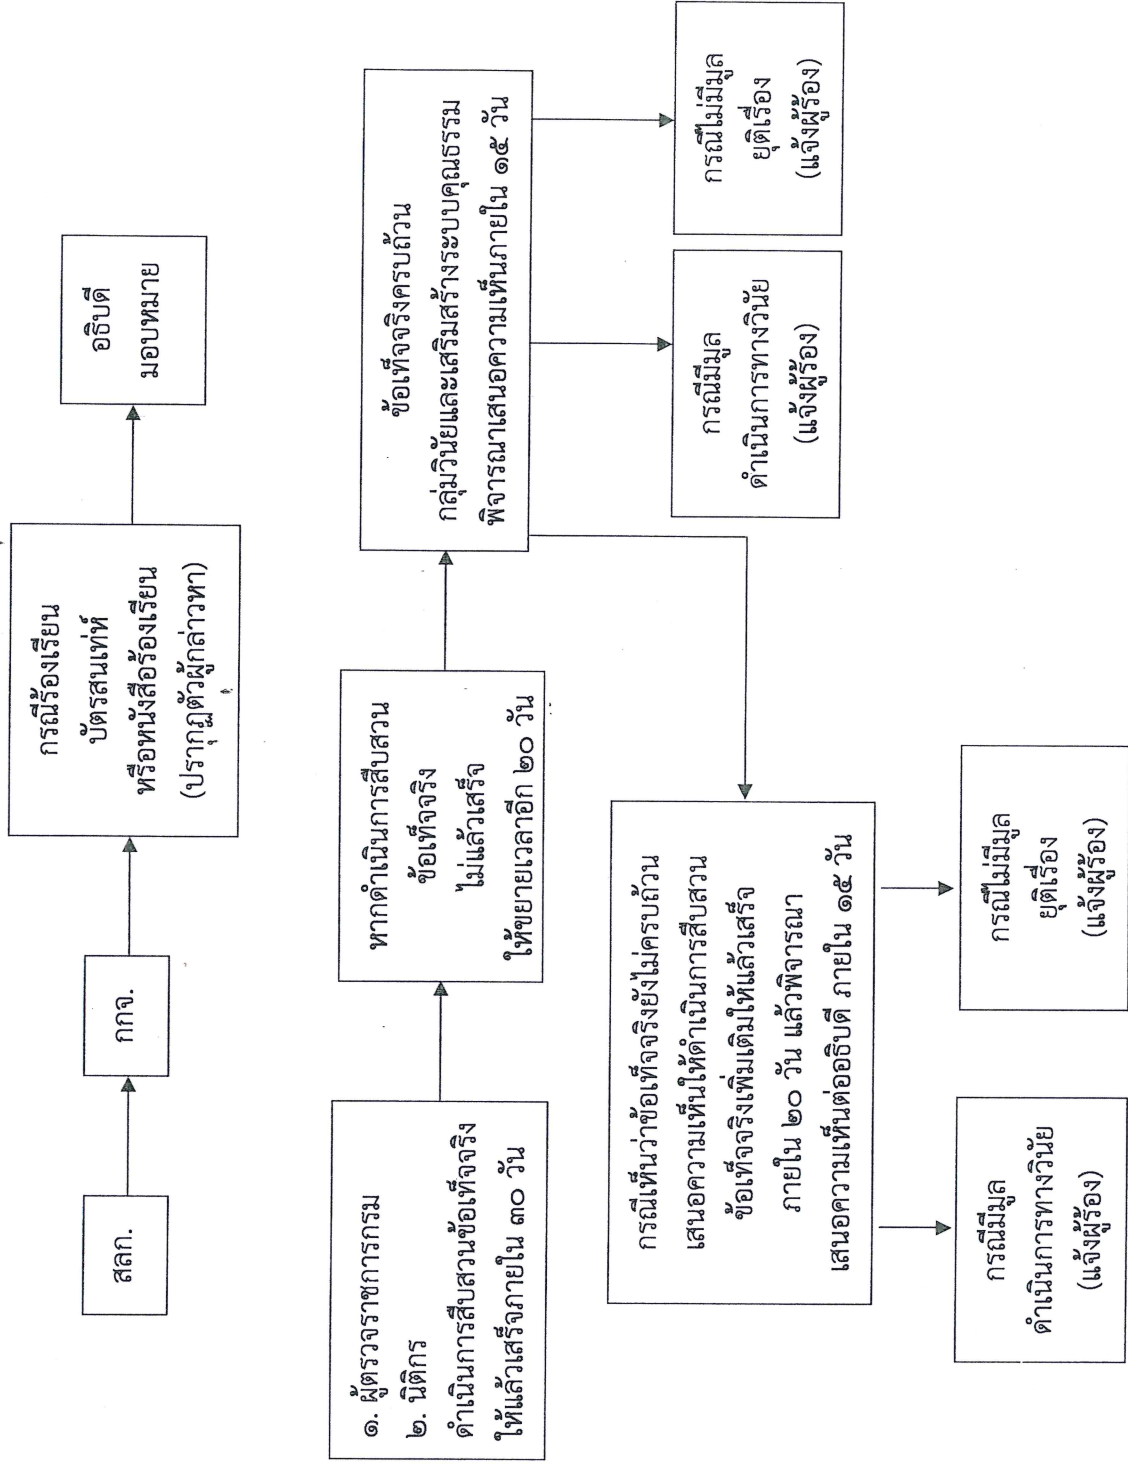 สลก.
กกจ.
กรณีร้องเรียน
บัตรสนเท่ห์
หรือหนังสือร้องเรียน
(ปรากฏตัวผู้กล่าวหา)
อธิบดี
มอบหมาย
๑. ผู้ตรวจราชการกรม
๒. นิติกร
ดำเนินการสืบสวนข้อเท็จจริง
ให้แล้วเสร็จภายใน ๓๐ วัน
หากดำเนินการสืบสวน
ข้อเท็จจริง
ไม่แล้วเสร็จ
ให้ขยายเวลาอีก ๒๐ วัน
ข้อเท็จจริงครบถ้วน
กลุ่มวินัยและเสริมสร้างระบบคุณธรรม
พิจารณาเสนอความเห็นภายใน ๑๕ วัน
กรณีมีมูล
ดำเนินการทางวินัย
(แจ้งผู้ร้อง)
กรณีไม่มีมูล
ยุติเรื่อง
(แจ้งผู้ร้อง)
กรณีเห็นว่าข้อเท็จจริงยังไม่ครบถ้วน
เสนอความเห็นให้ดำเนินการสืบสวน
ข้อเท็จจริงเพิ่มเติมให้แล้วเสร็จ
ภายใน ๒๐ วัน แล้วพิจารณา
เสนอความเห็นต่ออธิบดี ภายใน ๑๕ วัน
กรณีมีมูล
ดำเนินการทางวินัย
(แจ้งผู้ร้อง)
กรณีไม่มีมูล
ยุติเรื่อง
(แจ้งผู้ร้อง)